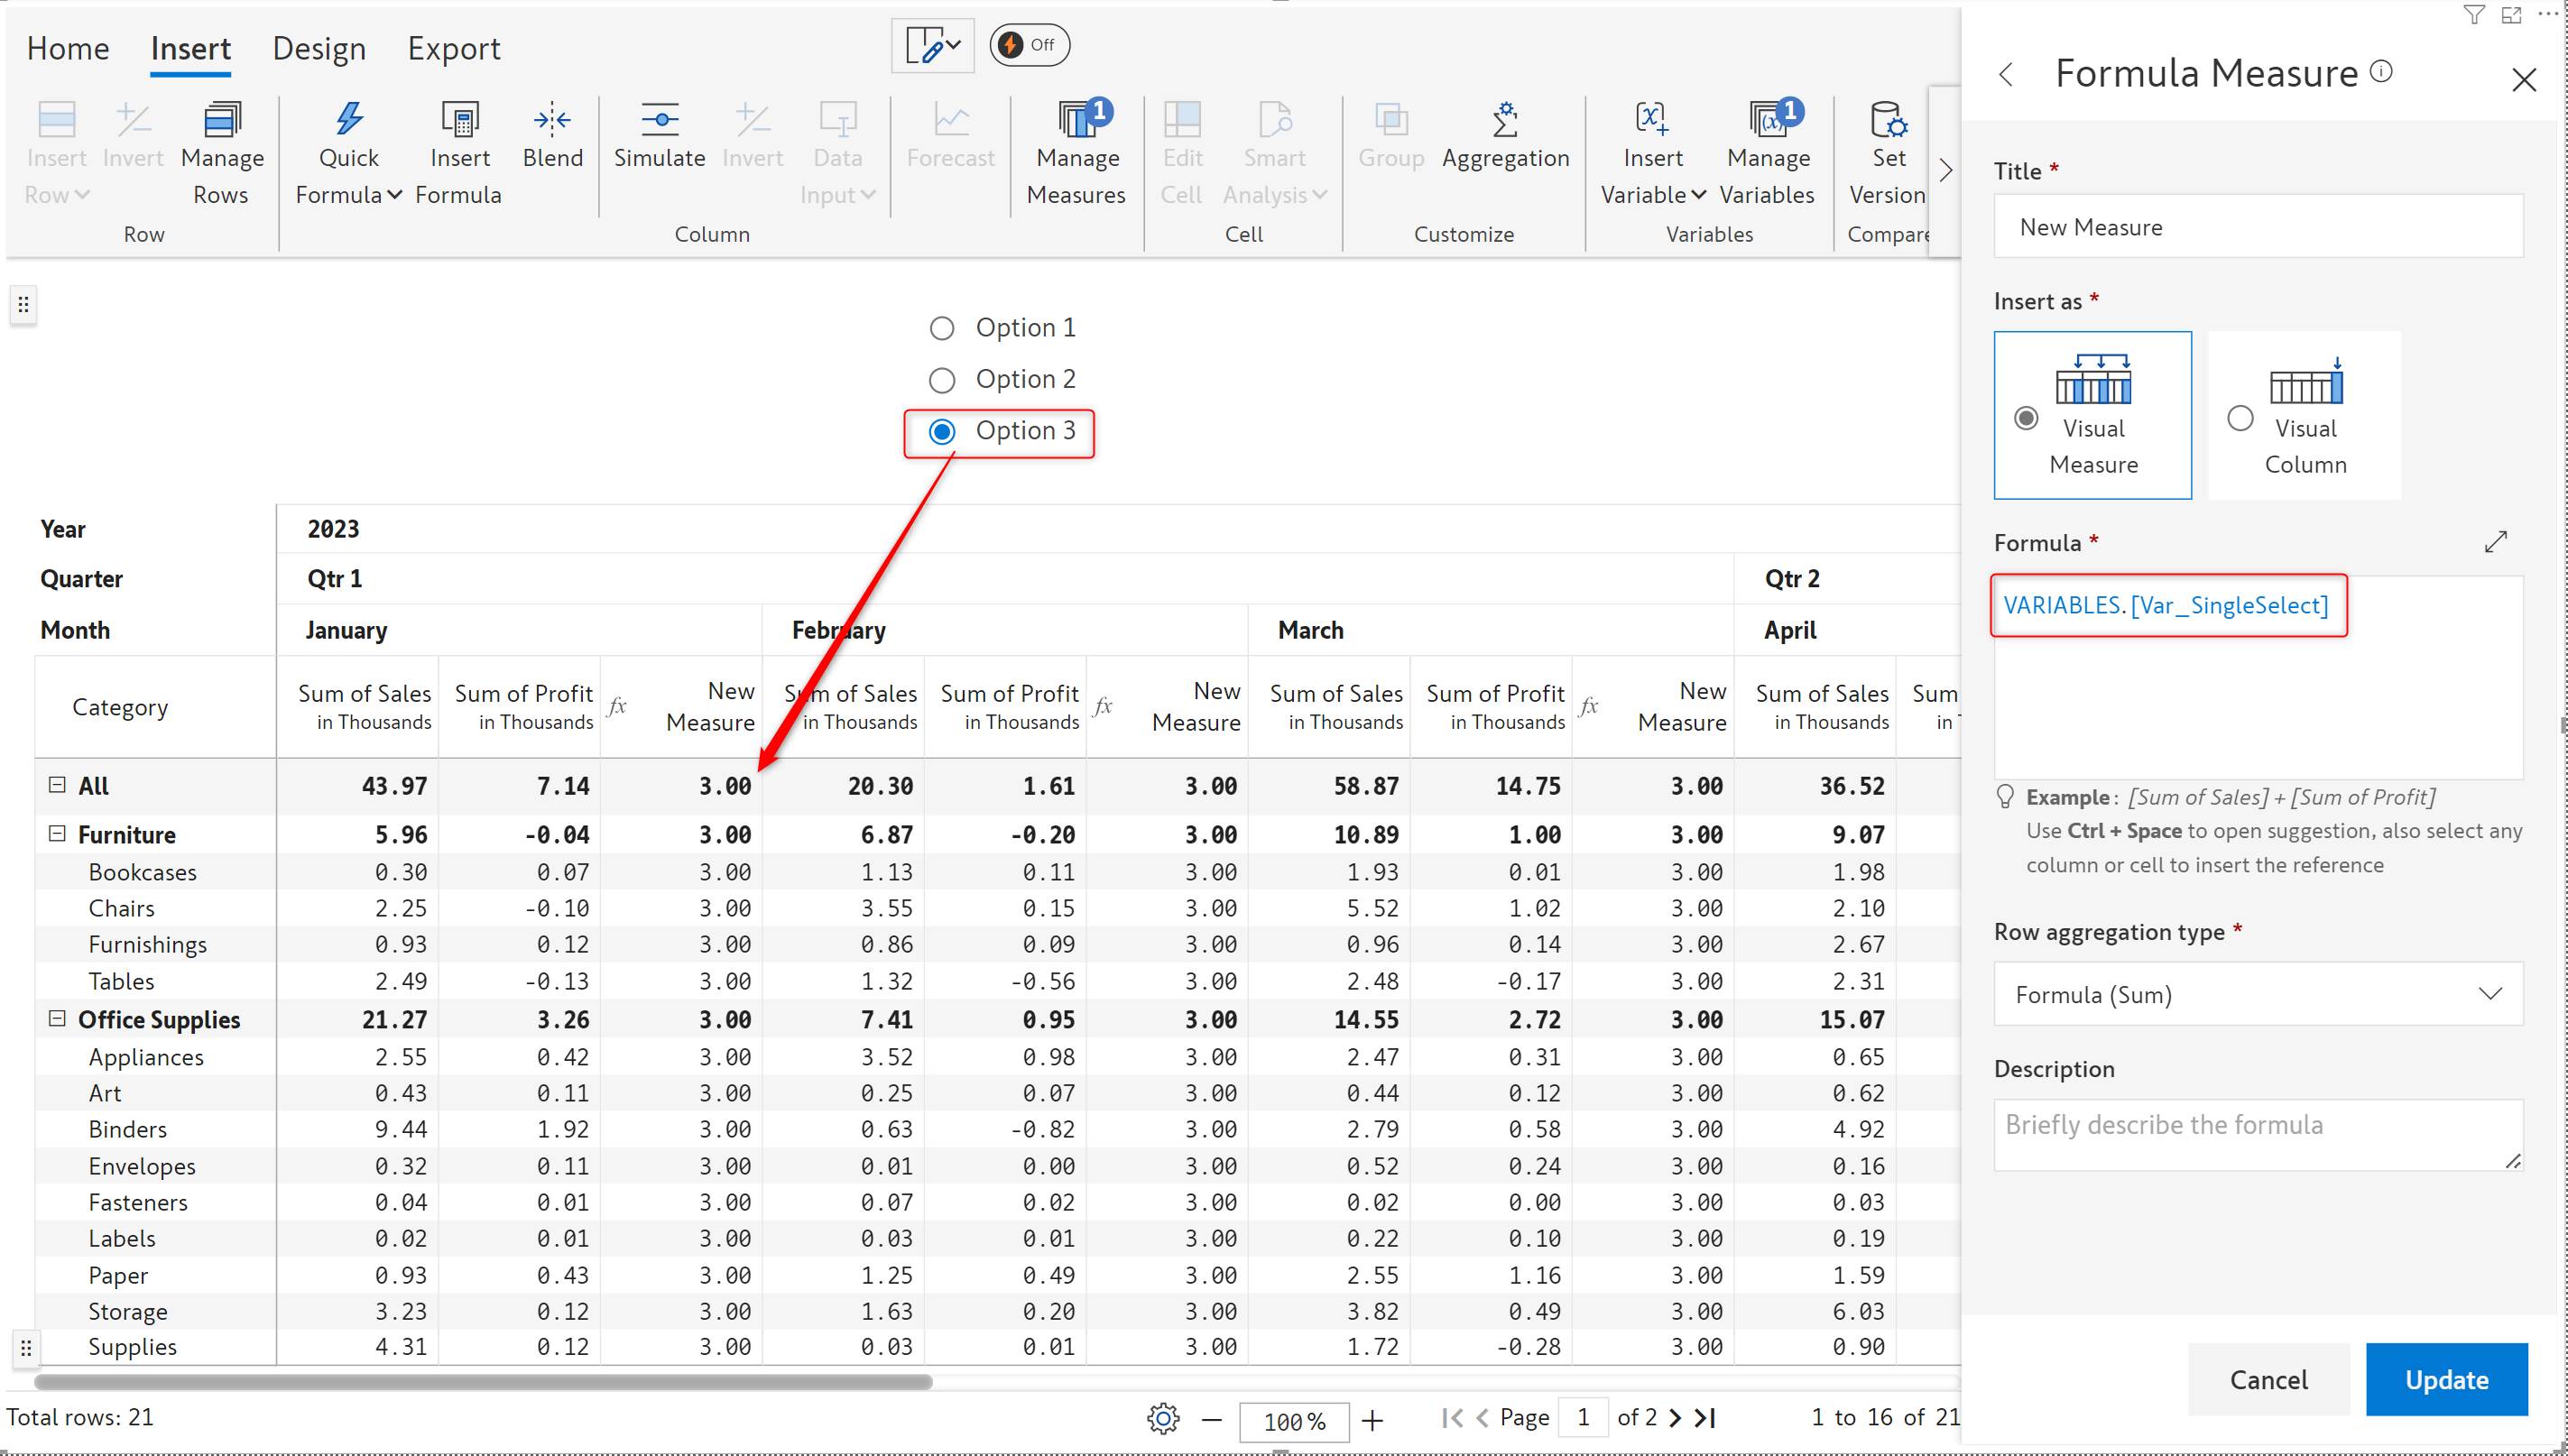 Home Insert Design Export Off
Insert Row Invert Manage Rows
Row
Quick Formula Insert Formula Blend Simulate Invert Data Input
Column
Forecast
Manage Measures 1
Edit Cell Smart Analysis
Cell
Group Aggregation
Customize
Insert Variable Manage Variables 1
Variables
Set Version
Compare
Option 1
Option 2
Option 3
Year 2023
Quarter Qtr 1 Qtr 2
Month January February March April
Category Sum of Sales in Thousands Sum of Profit in Thousands fx New Measure Sum of Sales in Thousands Sum of Profit in Thousands fx New Measure Sum of Sales in Thousands Sum of Profit in Thousands fx New Measure Sum of Sales in Thousands Sum in
All 43.97 7.14 3.00 20.30 1.61 3.00 58.87 14.75 3.00 36.52
Furniture 5.96 -0.04 3.00 6.87 -0.20 3.00 10.89 1.00 3.00 9.07
Bookcases 0.30 0.07 3.00 1.13 0.11 3.00 1.93 0.01 3.00 1.98
Chairs 2.25 -0.10 3.00 3.55 0.15 3.00 5.52 1.02 3.00 2.10
Furnishings 0.93 0.12 3.00 0.86 0.09 3.00 0.96 0.14 3.00 2.67
Tables 2.49 -0.13 3.00 1.32 -0.56 3.00 2.48 -0.17 3.00 2.31
Office Supplies 21.27 3.26 3.00 7.41 0.95 3.00 14.55 2.72 3.00 15.07
Appliances 2.55 0.42 3.00 3.52 0.98 3.00 2.47 0.31 3.00 0.65
Art 0.43 0.11 3.00 0.25 0.07 3.00 0.44 0.12 3.00 0.62
Binders 9.44 1.92 3.00 0.63 -0.82 3.00 2.79 0.58 3.00 4.92
Envelopes 0.32 0.11 3.00 0.01 0.00 3.00 0.52 0.24 3.00 0.16
Fasteners 0.04 0.01 3.00 0.07 0.02 3.00 0.02 0.00 3.00 0.03
Labels 0.02 0.01 3.00 0.03 0.01 3.00 0.22 0.10 3.00 0.19
Paper 0.93 0.43 3.00 1.25 0.49 3.00 2.55 1.16 3.00 1.59
Storage 3.23 0.12 3.00 1.63 0.20 3.00 3.82 0.49 3.00 6.03
Supplies 4.31 0.12 3.00 0.03 0.01 3.00 1.72 -0.28 3.00 0.90
Total rows: 21 100% Page 1 of 2 1 to 16 of 21
Formula Measure
Title *
New Measure
Insert as *
Visual Measure
Visual Column
Formula *
VARIABLES.[Var_SingleSelect]
Example: [Sum of Sales] + [Sum of Profit]
Use Ctrl + Space to open suggestion, also select any
column or cell to insert the reference
Row aggregation type *
Formula (Sum)
Description
Briefly describe the formula
Cancel Update